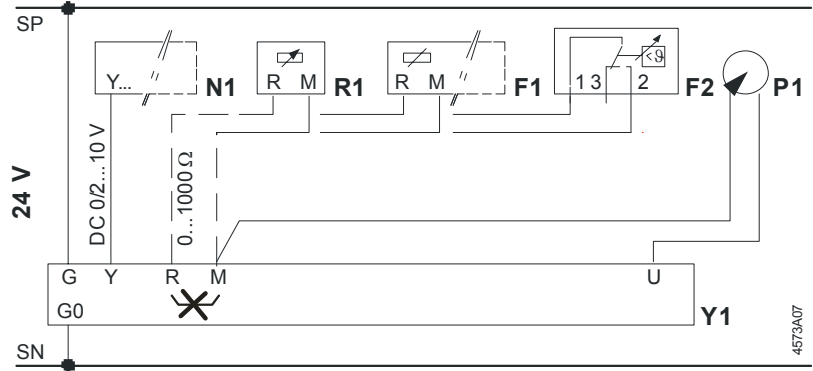 SP
Y... N1
R M R1
R M F1
<ϑ
1 3 2 F2
P1
24 V
DC 0/2...10 V
0...1000 Ω
G Y R M U
G0
Y1
SN
4573A07